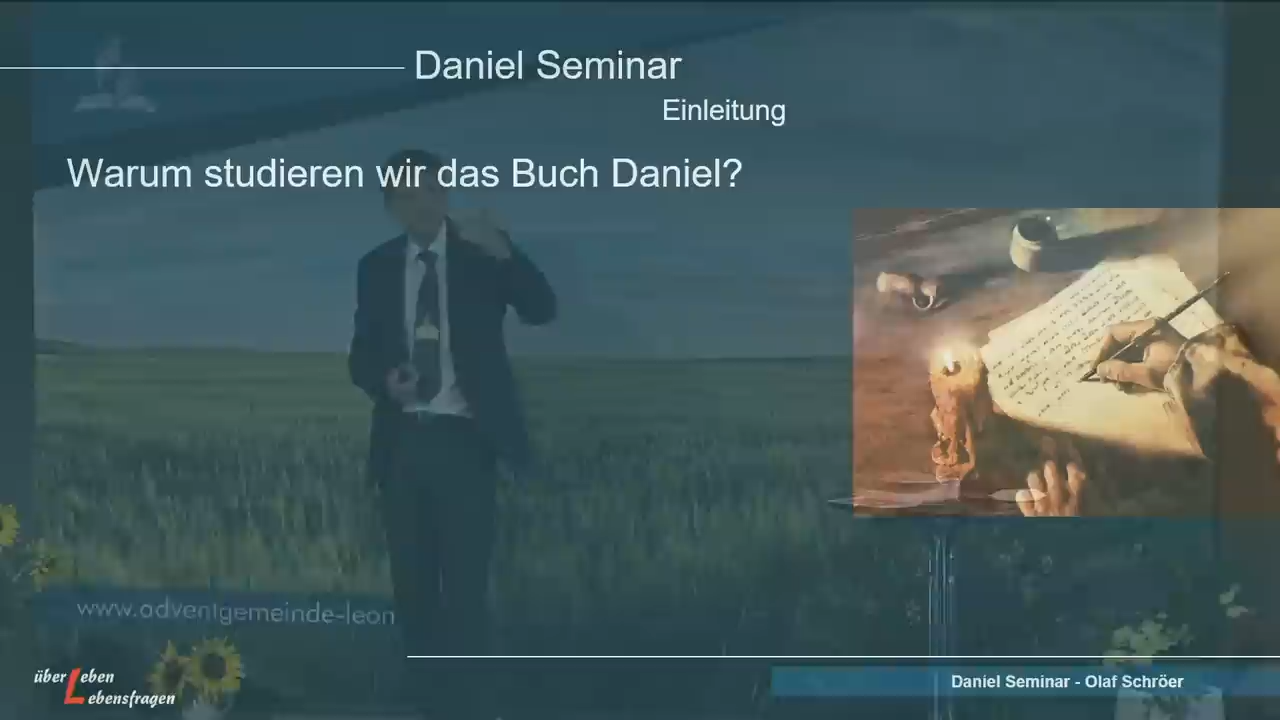 Daniel Seminar
Einleitung
Warum studieren wir das Buch Daniel?
www.adventgemeinde-leon
über Leben
Lebensfragen
Daniel Seminar - Olaf Schröer